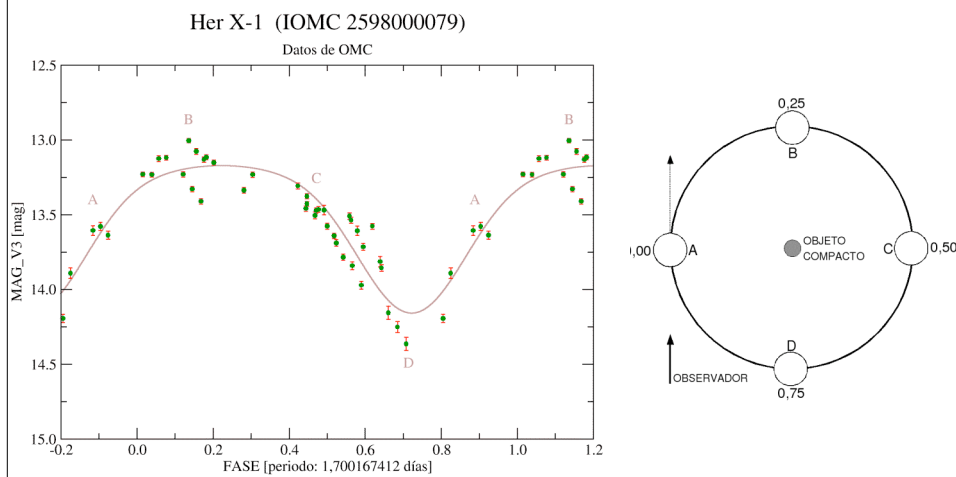 Her X-1 (IOMC 2598000079)
Datos de OMC
MAG_V3 [mag]
12.5
13.0
13.5
14.0
14.5
15.0
A
B
C
D
A
B
-0.2
0.0
0.2
0.4
0.6
0.8
1.0
1.2
FASE [periodo: 1,700167412 días]
0,25
B
,00
A
OBJETO
COMPACTO
C
0,50
D
0,75
OBSERVADOR